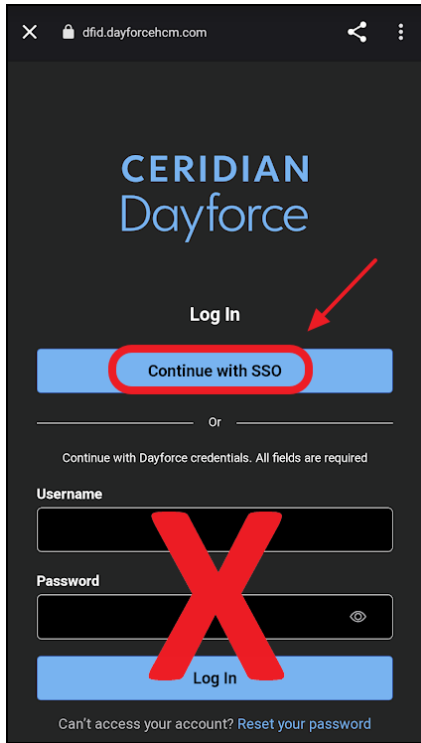 dfid.dayforcehcm.com
CERIDIAN
Dayforce
Log In
Continue with SSO
Or
Continue with Dayforce credentials. All fields are required
Username
Password
Log In
Can't access your account? Reset your password